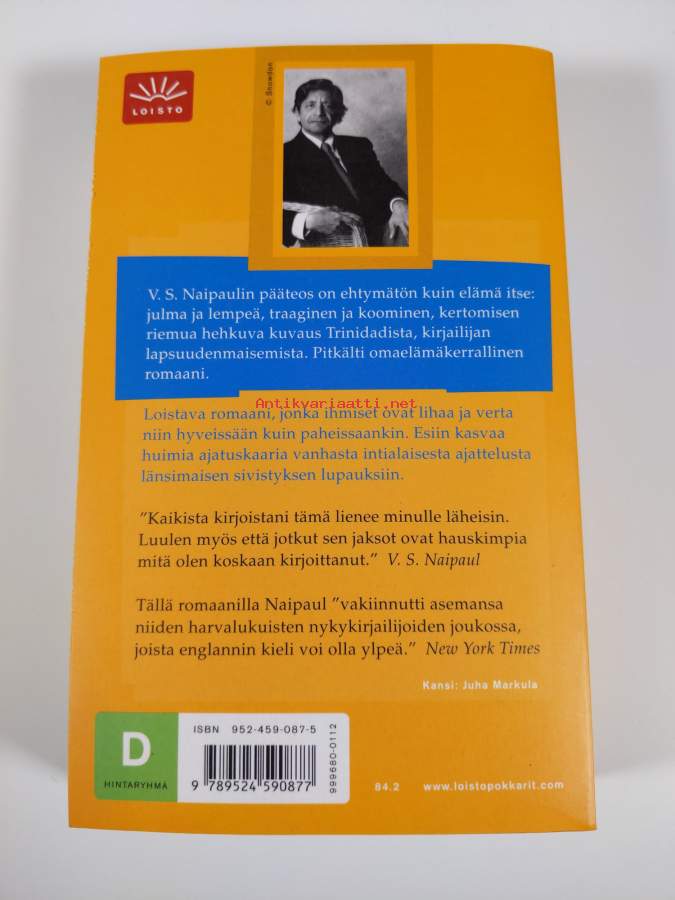 LOISTO
© Snowdon
V. S. Naipaulin pääteos on ehtymätön kuin elämä itse:
julma ja lempeä, traaginen ja koominen, kertomisen
riemua hehkuva kuvaus Trinidadista, kirjailijan
lapsuudenmaisemista. Pitkälti omaelämäkerrallinen
romaani.
Antikvariaatti.net
Loistava romaani, jonka ihmiset ovat lihaa ja verta
niin hyveissään kuin paheissaankin. Esiin kasvaa
huimia ajatuskaaria vanhasta intialaisesta ajattelusta
länsimaisen sivistyksen lupauksiin.
”Kaikista kirjoistani tämä lienee minulle läheisin.
Luulen myös että jotkut sen jaksot ovat hauskimpia
mitä olen koskaan kirjoittanut.” V. S. Naipaul
Tällä romaanilla Naipaul ”vakiinnutti asemansa
niiden harvalukuisten nykykirjailijoiden joukossa,
joista englannin kieli voi olla ylpeä.” New York Times
Kansi: Juha Markula
D
HINTARYHMÄ
ISBN 952-459-087-5
9 789524 590877
999680-0112
84.2 www.loistopokkarit.com